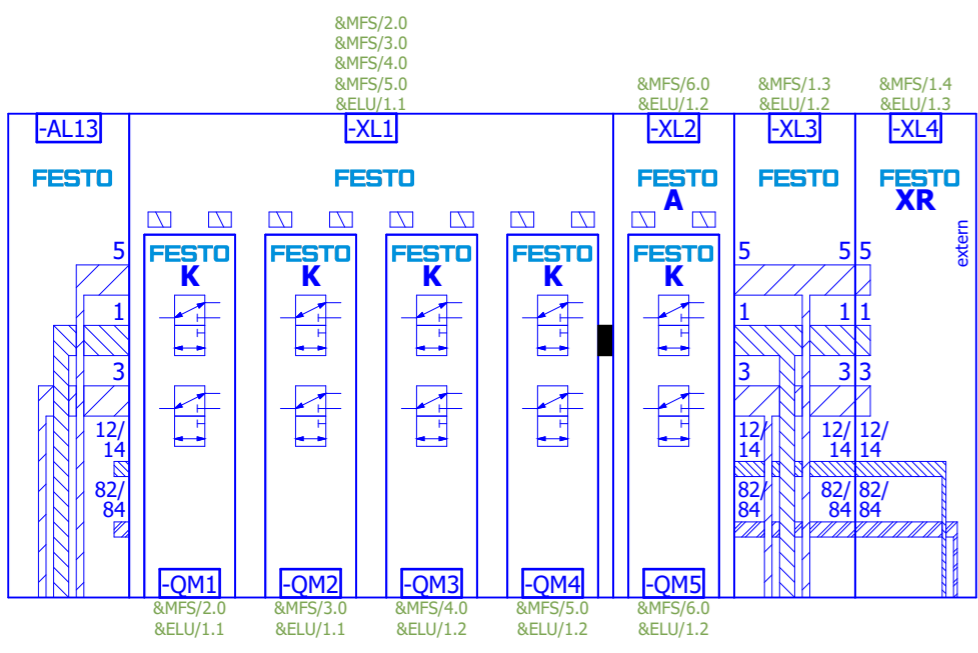 &MFS/2.0
&MFS/3.0
&MFS/4.0
&MFS/5.0 &MFS/6.0 &MFS/1.3 &MFS/1.4
&ELU/1.1 &ELU/1.2 &ELU/1.2 &ELU/1.3
-AL13 -XL1 -XL2 -XL3 -XL4
FESTO FESTO FESTO FESTO FESTO
A XR
extern
FESTO FESTO FESTO FESTO FESTO
5 5 5 5
K K K K K
1 1 1 1
3 3 3 3
12/ 12/ 12/ 12/
14 14 14 14
82/ 82/ 82/ 82/
84 84 84 84
-QM1 -QM2 -QM3 -QM4 -QM5
&MFS/2.0 &MFS/3.0 &MFS/4.0 &MFS/5.0 &MFS/6.0
&ELU/1.1 &ELU/1.1 &ELU/1.2 &ELU/1.2 &ELU/1.2